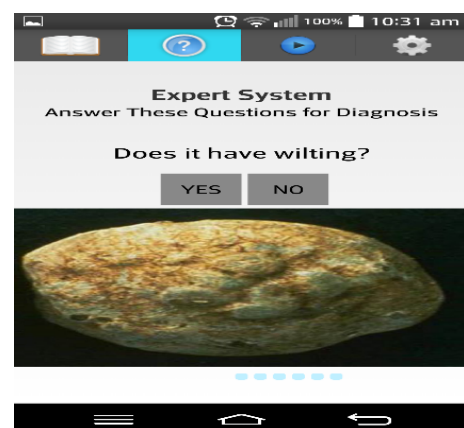 100% 10:31 am
Expert System
Answer These Questions for Diagnosis
Does it have wilting?
YES NO